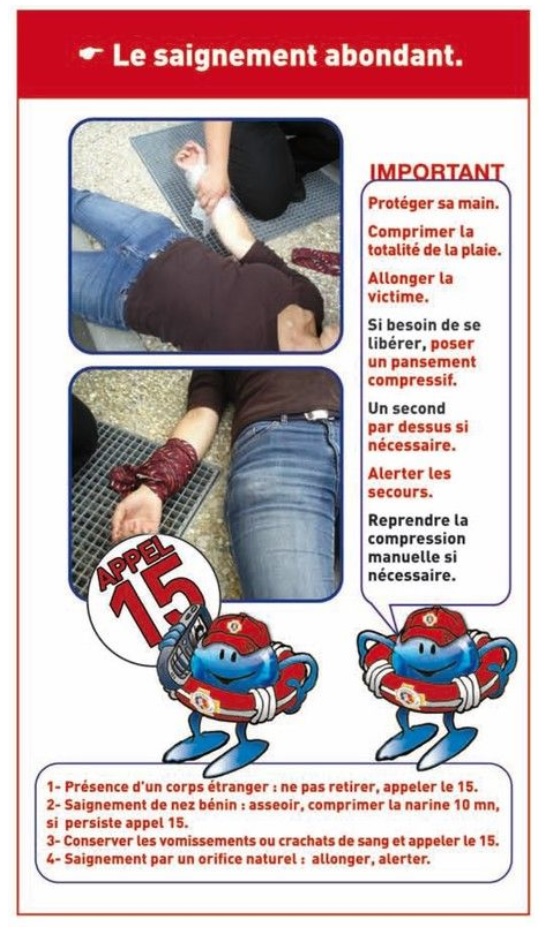 Le saignement abondant.
IMPORTANT
Protéger sa main.
Comprimer la
totalité de la plaie.
Allonger la
victime.
Si besoin de se
libérer, poser
un pansement
compressif.
Un second
par dessus si
nécessaire.
Alerter les
secours.
Reprendre la
compression
manuelle si
nécessaire.
APPEL
15
1- Présence d'un corps étranger : ne pas retirer, appeler le 15.
2- Saignement de nez bénin : asseoir, comprimer la narine 10 mn,
si persiste appel 15.
3- Conserver les vomissements ou crachats de sang et appeler le 15.
4- Saignement par un orifice naturel : allonger, alerter.